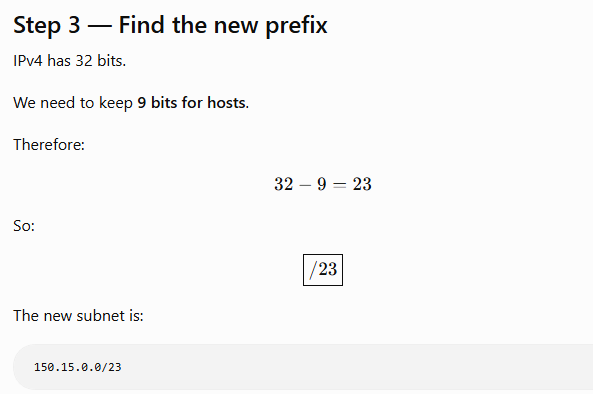 Step 3 — Find the new prefix
IPv4 has 32 bits.
We need to keep 9 bits for hosts.
Therefore:
32 − 9 = 23
So:
/23
The new subnet is:
150.15.0.0/23